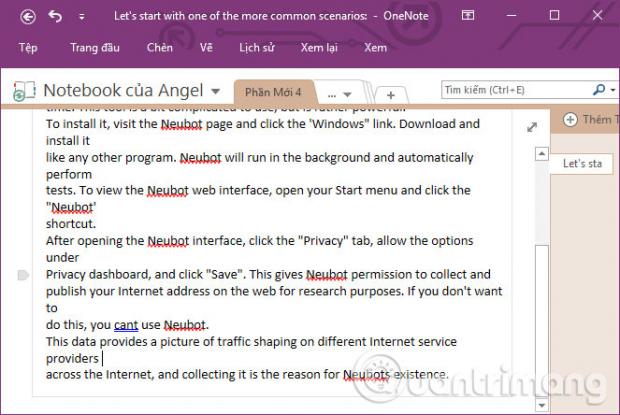 Let's start with one of the more common scenarios: - OneNote
Tệp Trang đầu Chèn Vẽ Lịch sử Xem lại Xem
Notebook của Angel
Phần Mới 4
...
Tìm kiếm (Ctrl+E)
Thêm T
Let's sta
time. This tool is a bit complicated to use, but is rather powerful.
To install it, visit the Neubot page and click the 'Windows" link. Download and
install it
like any other program. Neubot will run in the background and automatically
perform
tests. To view the Neubot web interface, open your Start menu and click the
"Neubot'
shortcut.
After opening the Neubot interface, click the "Privacy" tab, allow the options
under
Privacy dashboard, and click "Save". This gives Neubot permission to collect and
publish your Internet address on the web for research purposes. If you don't want
to
do this, you cant use Neubot.
This data provides a picture of traffic shaping on different Internet service
providers
across the Internet, and collecting it is the reason for Neubots existence.
quantrimang